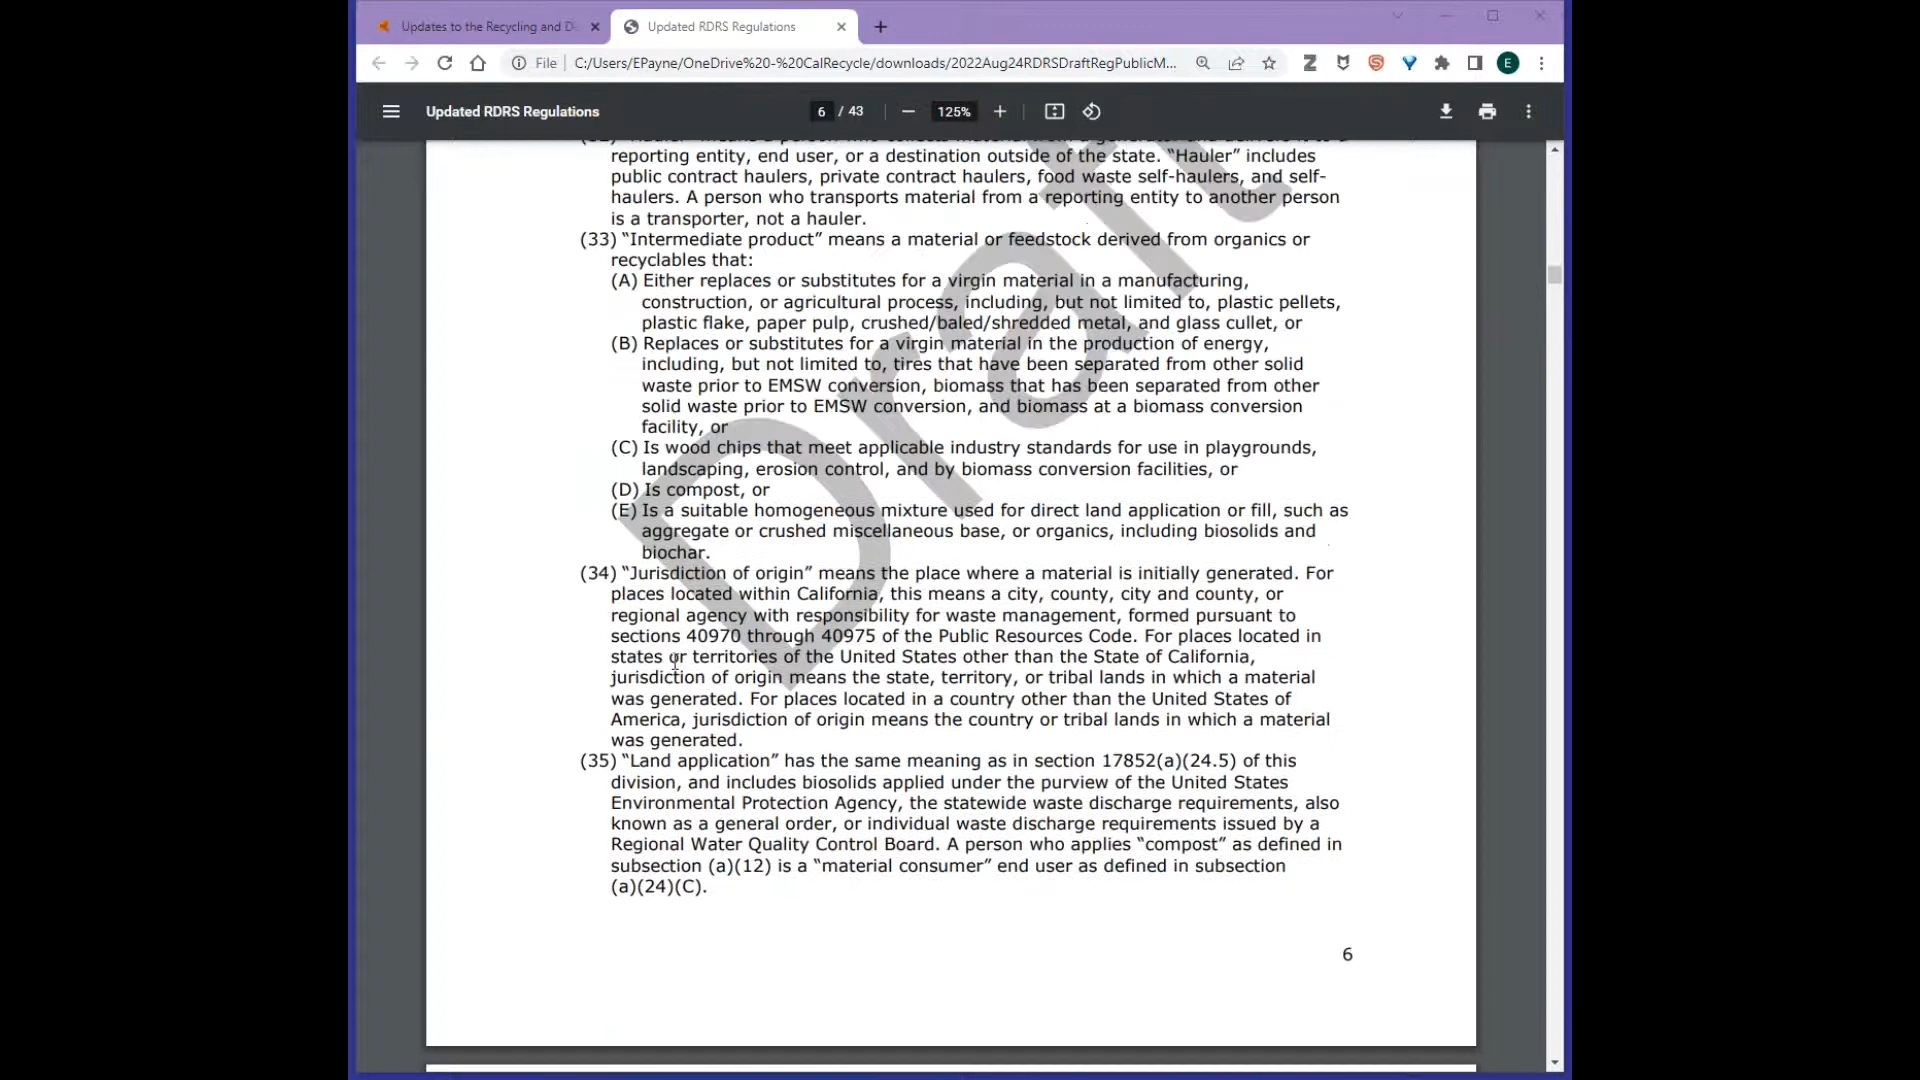 Updates to the Recycling and D
Updated RDRS Regulations
File
C:/Users/EPayne/OneDrive%20-%20CalRecycle/downloads/2022Aug24RDRSDraftRegPublicM...
E
Updated RDRS Regulations
6 / 43
125%
reporting entity, end user, or a destination outside of the state. “Hauler” includes
public contract haulers, private contract haulers, food waste self-haulers, and self-
haulers. A person who transports material from a reporting entity to another person
is a transporter, not a hauler.
(33) “Intermediate product” means a material or feedstock derived from organics or
recyclables that:
(A) Either replaces or substitutes for a virgin material in a manufacturing,
construction, or agricultural process, including, but not limited to, plastic pellets,
plastic flake, paper pulp, crushed/baled/shredded metal, and glass cullet, or
(B) Replaces or substitutes for a virgin material in the production of energy,
including, but not limited to, tires that have been separated from other solid
waste prior to EMSW conversion, biomass that has been separated from other
solid waste prior to EMSW conversion, and biomass at a biomass conversion
facility, or
(C) Is wood chips that meet applicable industry standards for use in playgrounds,
landscaping, erosion control, and by biomass conversion facilities, or
(D) Is compost, or
(E) Is a suitable homogeneous mixture used for direct land application or fill, such as
aggregate or crushed miscellaneous base, or organics, including biosolids and
biochar.
(34) “Jurisdiction of origin” means the place where a material is initially generated. For
places located within California, this means a city, county, city and county, or
regional agency with responsibility for waste management, formed pursuant to
sections 40970 through 40975 of the Public Resources Code. For places located in
states or territories of the United States other than the State of California,
jurisdiction of origin means the state, territory, or tribal lands in which a material
was generated. For places located in a country other than the United States of
America, jurisdiction of origin means the country or tribal lands in which a material
was generated.
(35) “Land application” has the same meaning as in section 17852(a)(24.5) of this
division, and includes biosolids applied under the purview of the United States
Environmental Protection Agency, the statewide waste discharge requirements, also
known as a general order, or individual waste discharge requirements issued by a
Regional Water Quality Control Board. A person who applies “compost” as defined in
subsection (a)(12) is a “material consumer” end user as defined in subsection
(a)(24)(C).
6
Draft